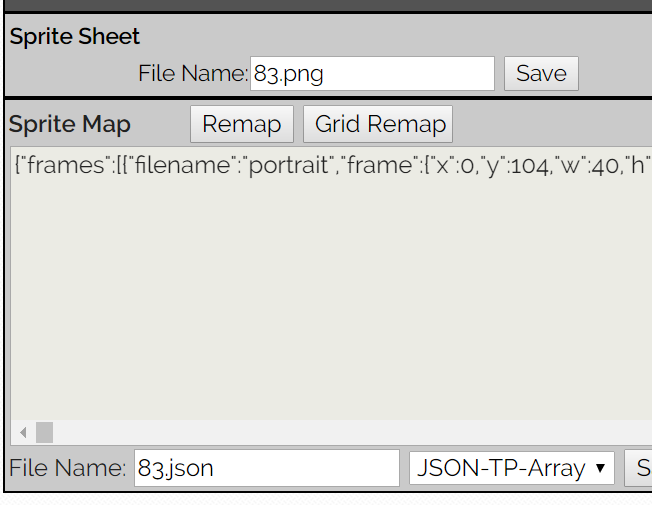 Sprite Sheet
File Name: 83.png Save
Sprite Map Remap Grid Remap
{"frames":[{"filename":"portrait","frame":{"x":0,"y":104,"w":40,"h"
File Name: 83.json JSON-TP-Array S